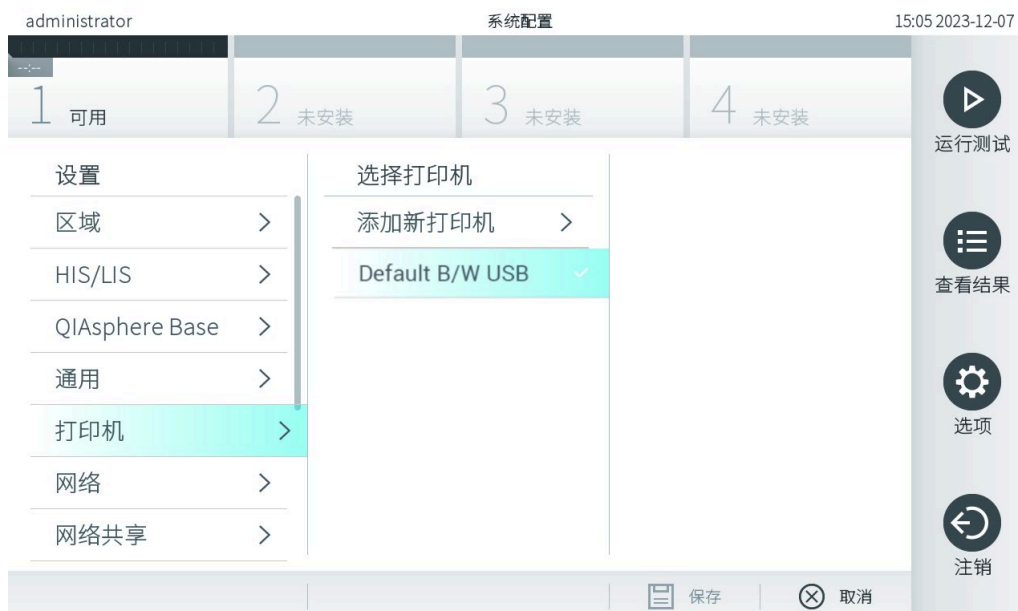 administrator
系统配置
15:05 2023-12-07
--:--
1 可用
2 未安装
3 未安装
4 未安装
运行测试
查看结果
选项
注销
设置
区域
HIS/LIS
QIAsphere Base
通用
打印机
网络
网络共享
选择打印机
添加新打印机
Default B/W USB
保存
取消